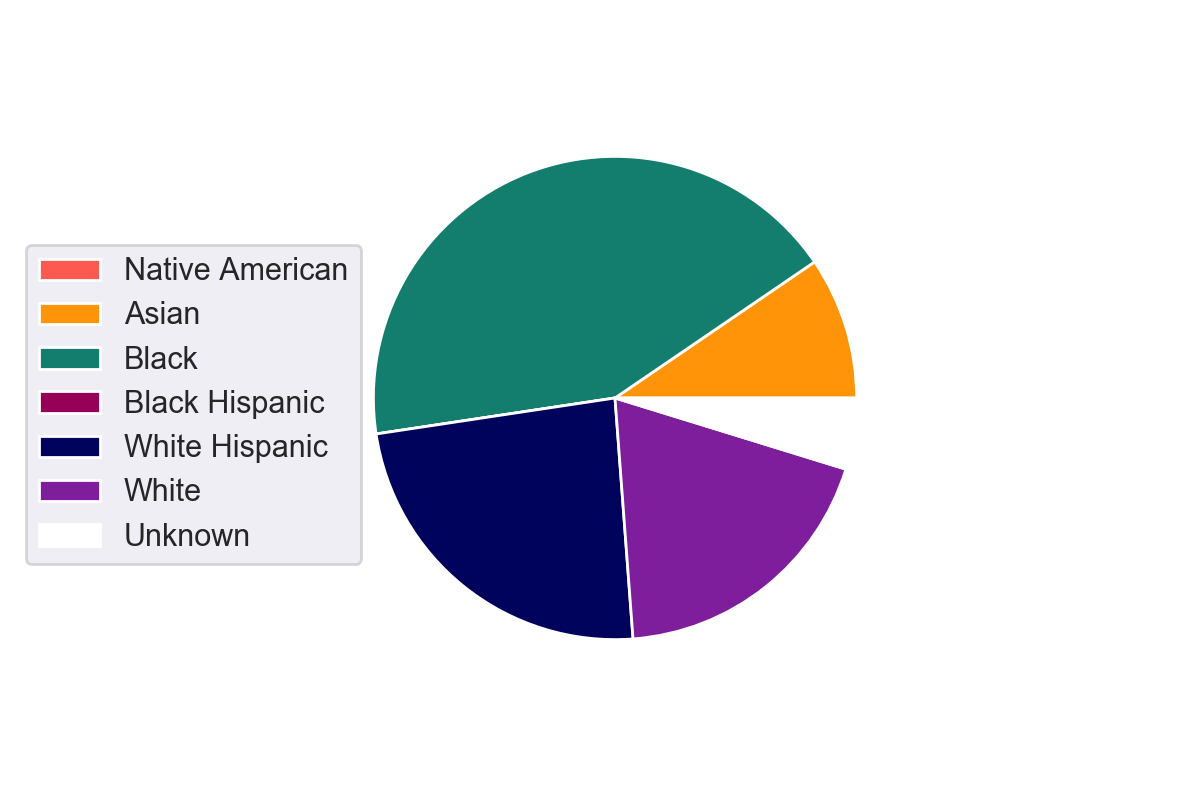 Native American
Asian
Black
Black Hispanic
White Hispanic
White
Unknown